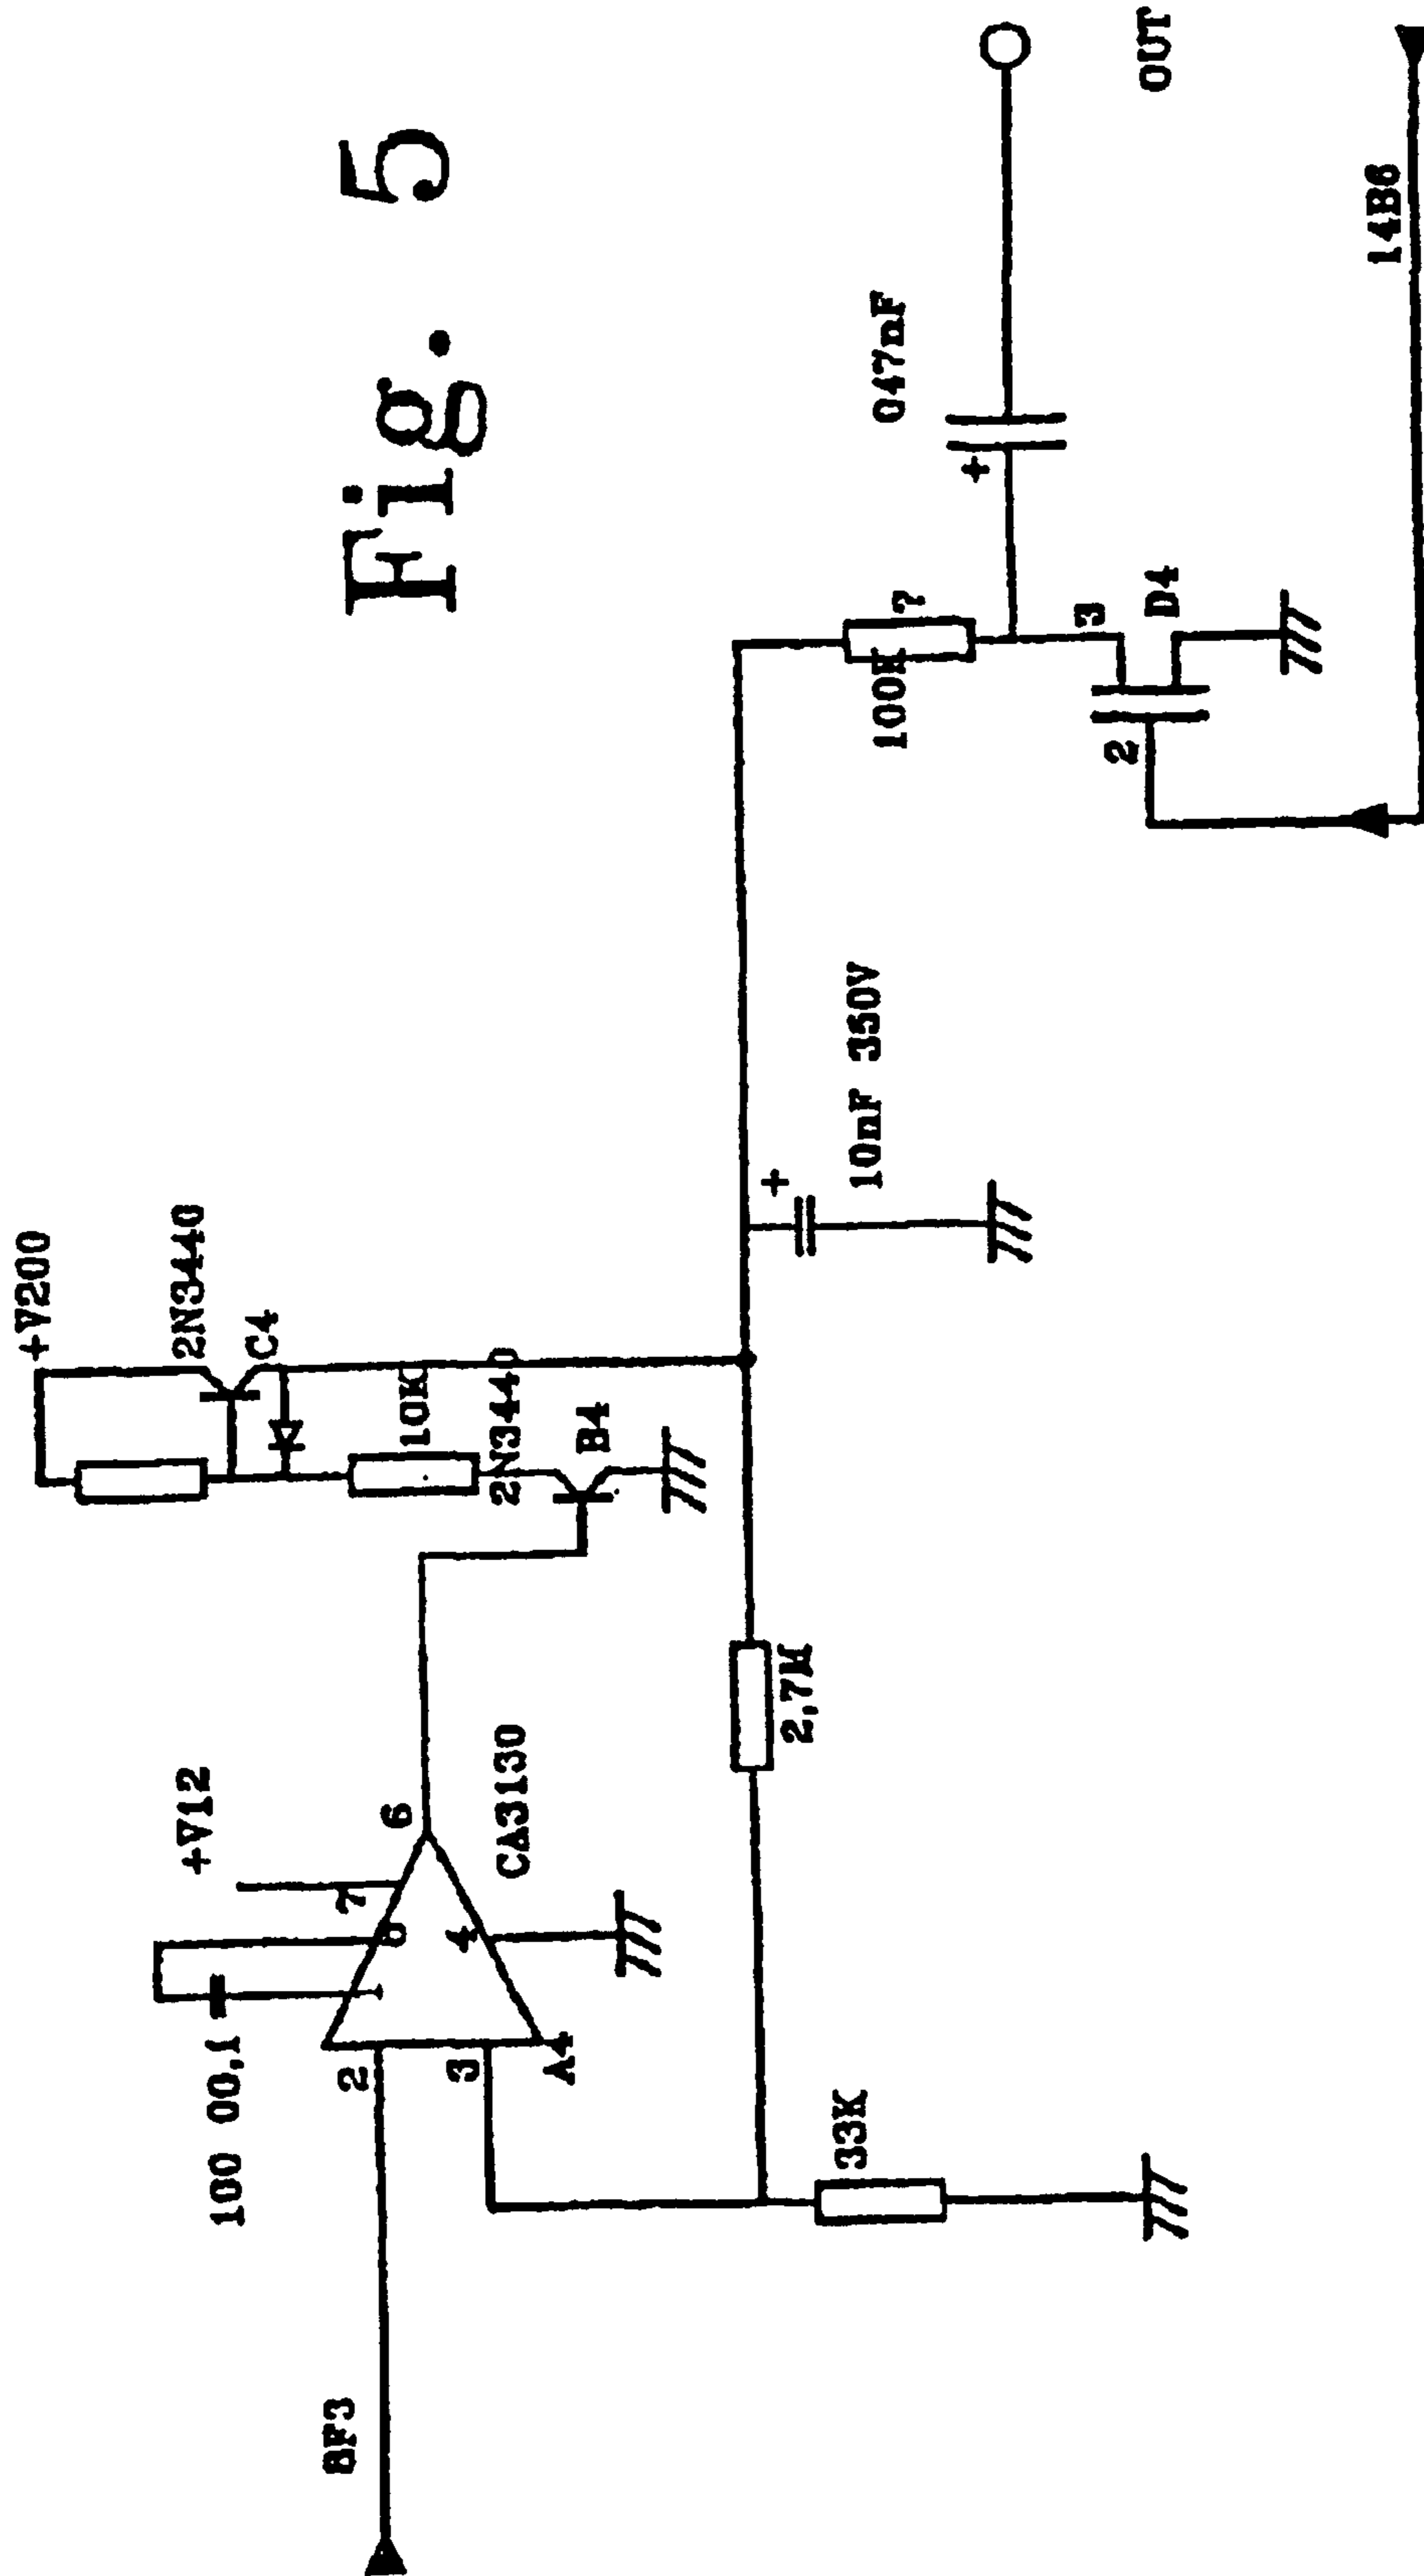 Fig. 5
+V200
2N3440
C4
10K
2N3440
B4
+V12
100 00,1
7
6
2
3
4
A4
CA3130
8F3
2,7M
33K
+
10nF 350V
100K
?
+
047nF
3
2
D4
OUT
14B6